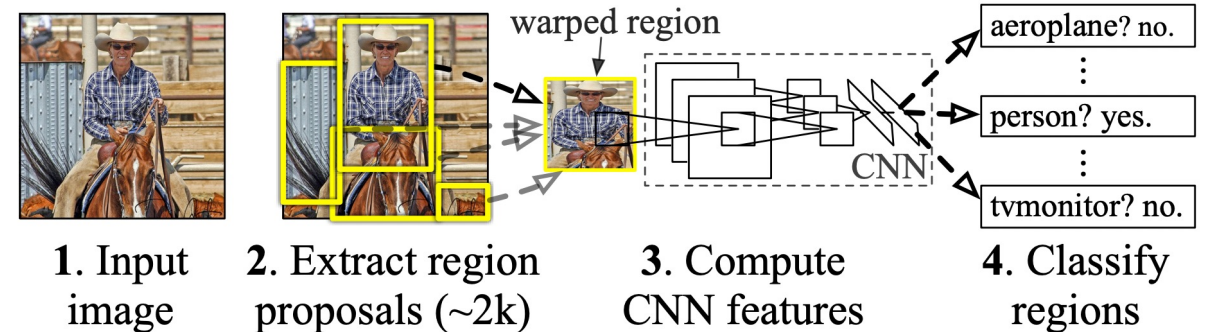 warped region
aeroplane? no.
person? yes.
CNN
tvmonitor? no.
1. Input
image
2. Extract region
proposals (~2k)
3. Compute
CNN features
4. Classify
regions